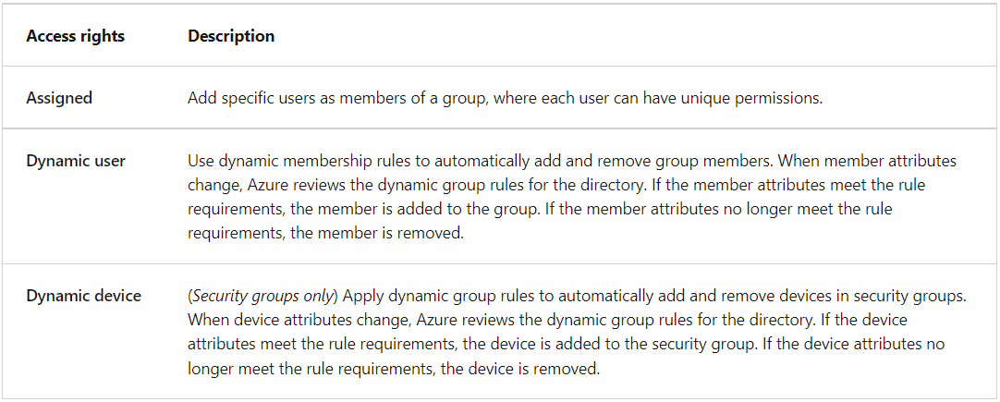 Access rights Description
Assigned Add specific users as members of a group, where each user can have unique permissions.
Dynamic user Use dynamic membership rules to automatically add and remove group members. When member attributes
change, Azure reviews the dynamic group rules for the directory. If the member attributes meet the rule
requirements, the member is added to the group. If the member attributes no longer meet the rule
requirements, the member is removed.
Dynamic device (Security groups only) Apply dynamic group rules to automatically add and remove devices in security groups.
When device attributes change, Azure reviews the dynamic group rules for the directory. If the device
attributes meet the rule requirements, the device is added to the security group. If the device attributes no
longer meet the rule requirements, the device is removed.